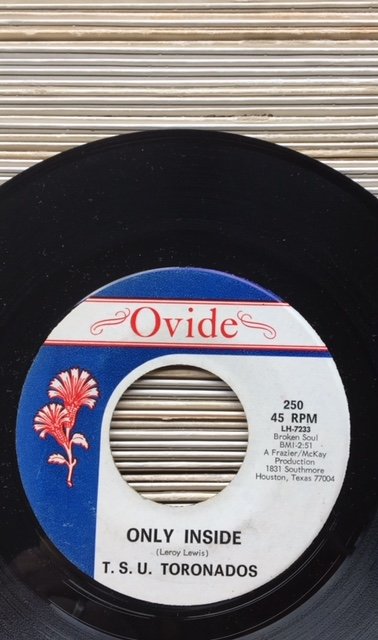 Ovide
250
45 RPM
LH-7233
Broken Soul
BMI-2:51
A Frazier/McKay
Production
1831 Southmore
Houston, Texas 77004
ONLY INSIDE
(Leroy Lewis)
T. S. U. TORONADOS